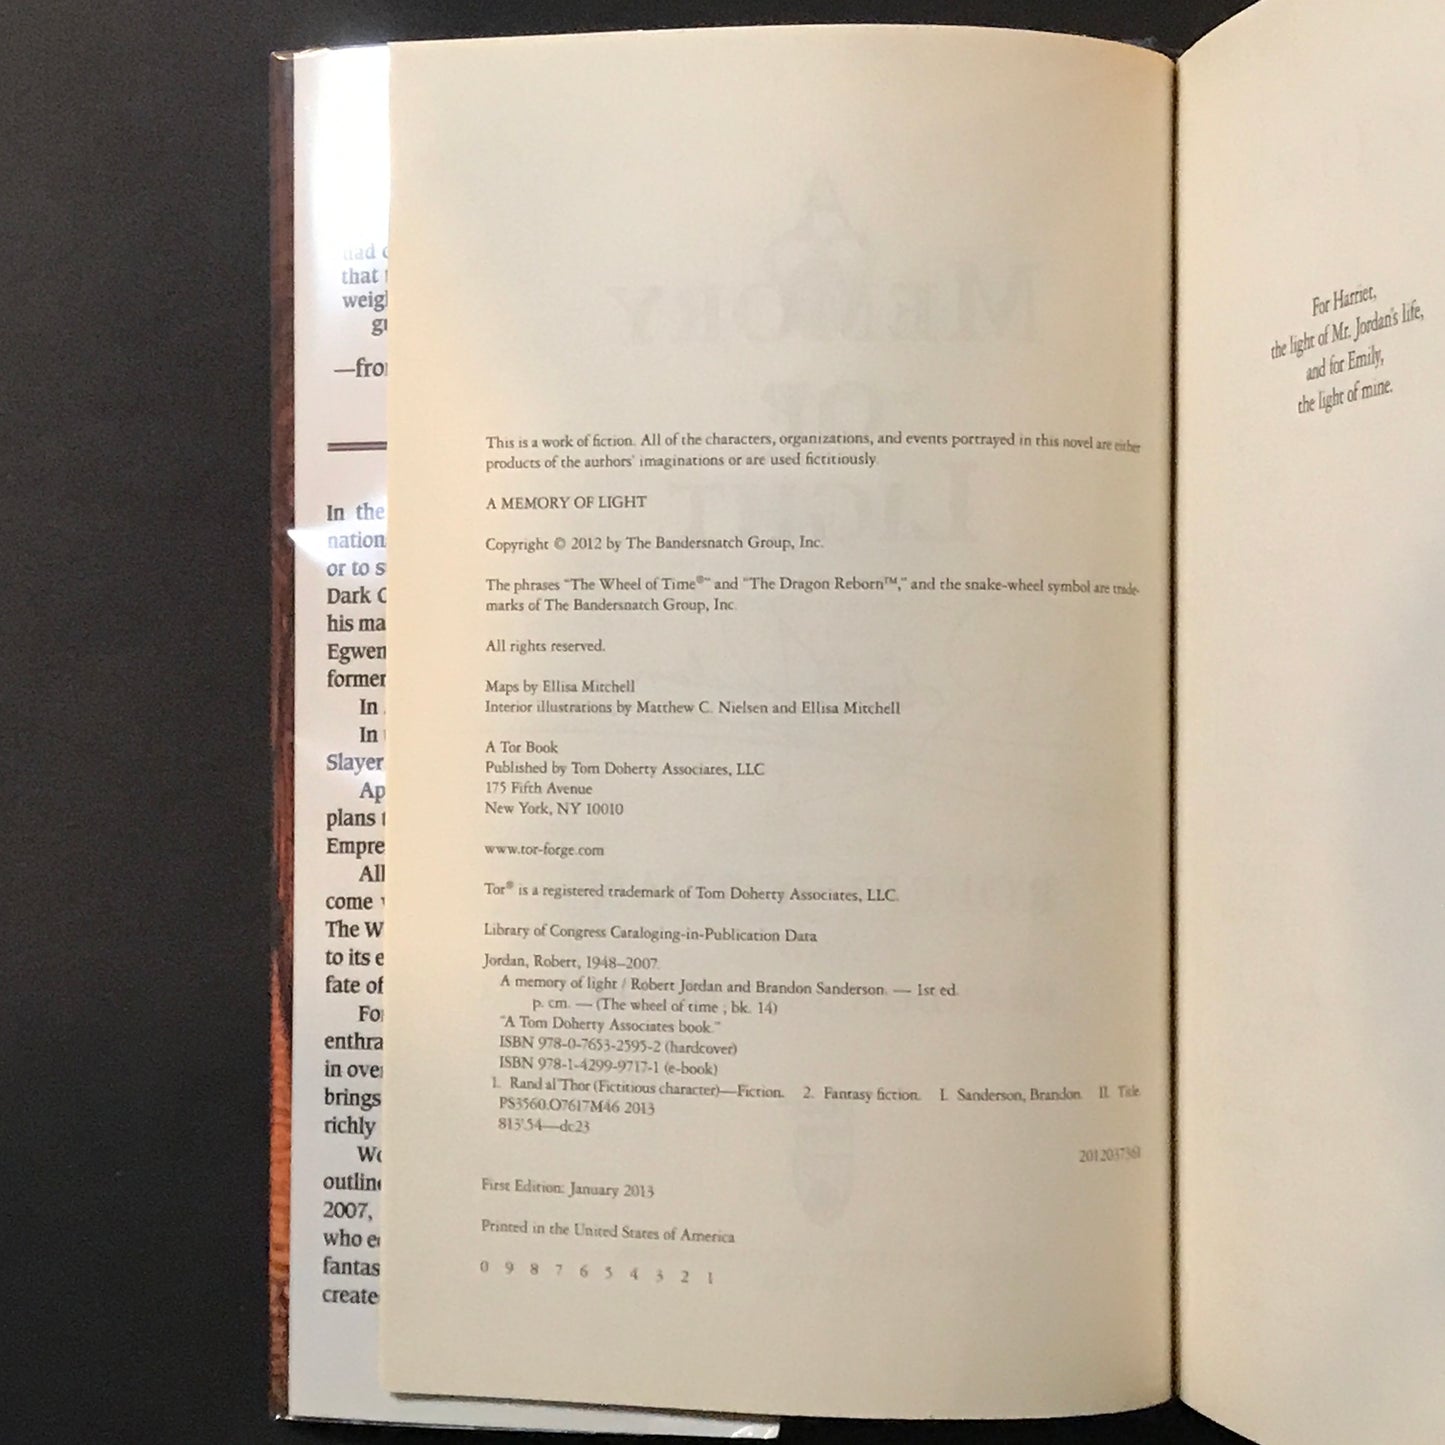 that
—fro
In the
nation
or to s
Dark
his ma
Egwen
former
In
In
Slayer
Ap
plans
Empre
All
come
The W
to its e
fate of
Fo
enthra
in over
brings
richly
outline
2007,
who e
fantas
create
This is a work of fiction. All of the characters, organizations, and events portrayed in this novel are either
products of the authors' imaginations or are used fictitiously.
A MEMORY OF LIGHT
Copyright © 2012 by The Bandersnatch Group, Inc.
The phrases "The Wheel of Time®" and "The Dragon Reborn™," and the snake-wheel symbol are trade-
marks of The Bandersnatch Group, Inc.
All rights reserved.
Maps by Ellisa Mitchell
Interior illustrations by Matthew C. Nielsen and Ellisa Mitchell
A Tor Book
Published by Tom Doherty Associates, LLC
175 Fifth Avenue
New York, NY 10010
www.tor-forge.com
Tor® is a registered trademark of Tom Doherty Associates, LLC.
Library of Congress Cataloging-in-Publication Data
Jordan, Robert, 1948–2007.
A memory of light / Robert Jordan and Brandon Sanderson. — 1st ed.
p. cm. — (The wheel of time ; bk. 14)
"A Tom Doherty Associates book."
ISBN 978-0-7653-2595-2 (hardcover)
ISBN 978-1-4299-9717-1 (e-book)
1. Rand al'Thor (Fictitious character)—Fiction. 2. Fantasy fiction. I. Sanderson, Brandon. II. Title.
PS3560.O7617M46 2013
813'.54—dc23
2012037361
First Edition: January 2013
Printed in the United States of America
0 9 8 7 6 5 4 3 2 1
For Harriet,
the light of Mr. Jordan's life,
and for Emily,
the light of mine.